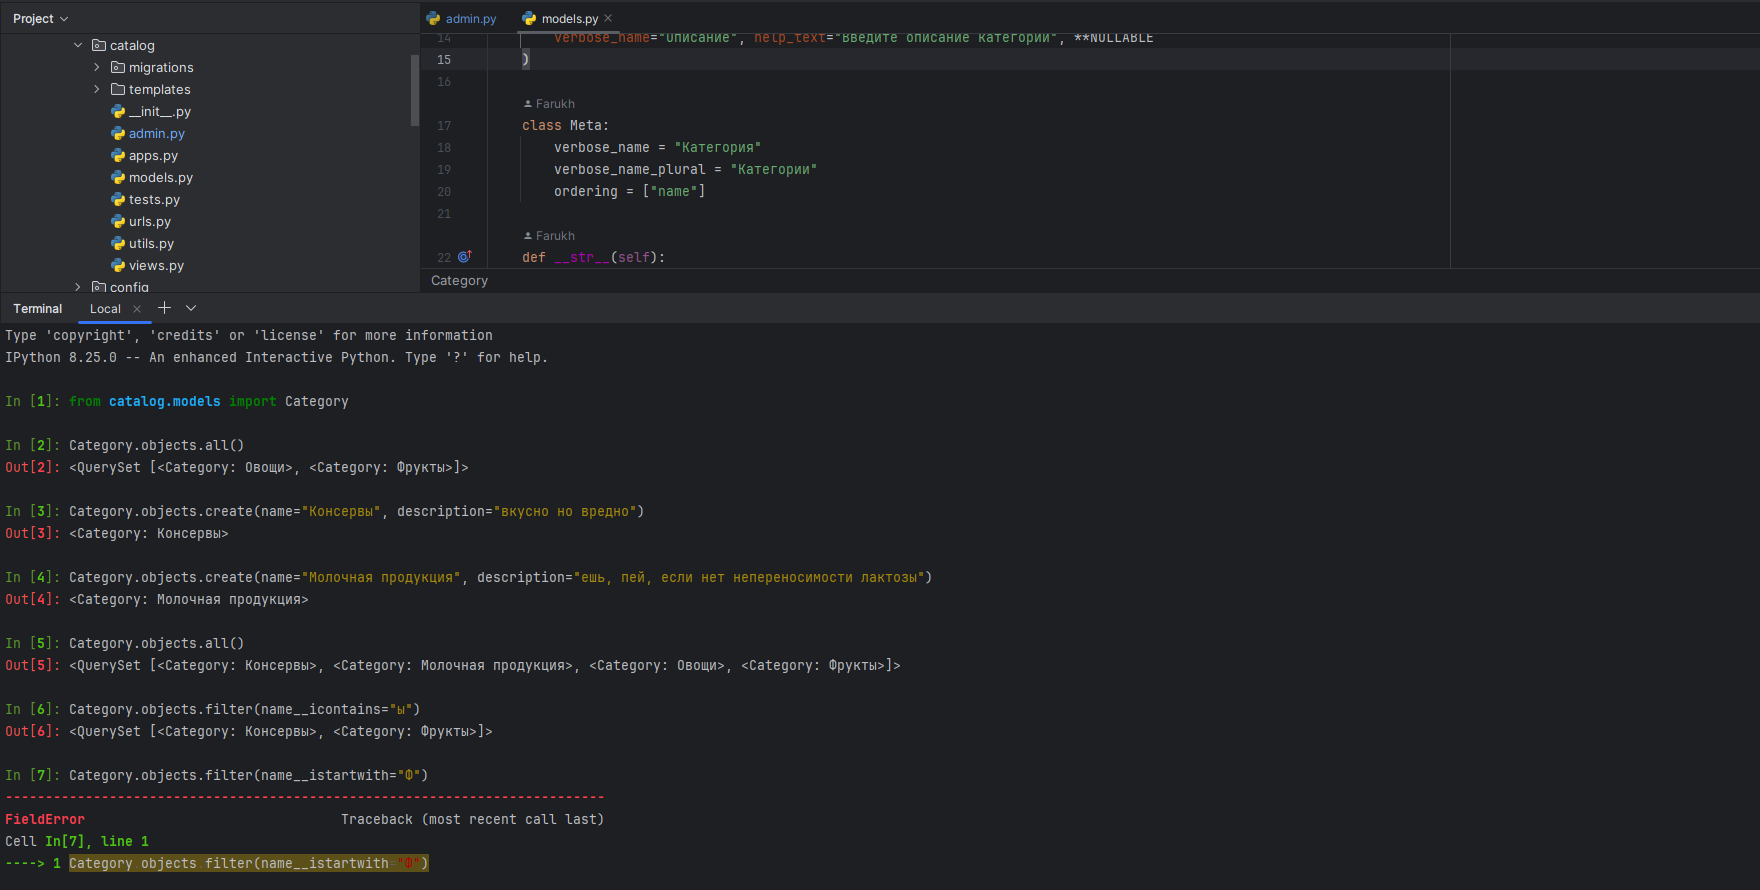 Project
catalog
migrations
templates
__init__.py
admin.py
apps.py
models.py
tests.py
urls.py
utils.py
views.py
config
admin.py
models.py
14 verbose_name="Описание", help_text="Введите описание категории", **NULLABLE
15 )
16
Farukh
17 class Meta:
18 verbose_name = "Категория"
19 verbose_name_plural = "Категории"
20 ordering = ["name"]
21
Farukh
22 def __str__(self):
Category
Terminal Local
Type 'copyright', 'credits' or 'license' for more information
IPython 8.25.0 -- An enhanced Interactive Python. Type '?' for help.
In [1]: from catalog.models import Category
In [2]: Category.objects.all()
Out[2]: <QuerySet [<Category: Овощи>, <Category: Фрукты>]>
In [3]: Category.objects.create(name="Консервы", description="вкусно но вредно")
Out[3]: <Category: Консервы>
In [4]: Category.objects.create(name="Молочная продукция", description="ешь, пей, если нет непереносимости лактозы")
Out[4]: <Category: Молочная продукция>
In [5]: Category.objects.all()
Out[5]: <QuerySet [<Category: Консервы>, <Category: Молочная продукция>, <Category: Овощи>, <Category: Фрукты>]>
In [6]: Category.objects.filter(name__icontains="ы")
Out[6]: <QuerySet [<Category: Консервы>, <Category: Фрукты>]>
In [7]: Category.objects.filter(name__istartwith="Ф")
---------------------------------------------------------------------------
FieldError Traceback (most recent call last)
Cell In[7], line 1
----> 1 Category.objects.filter(name__istartwith="Ф")